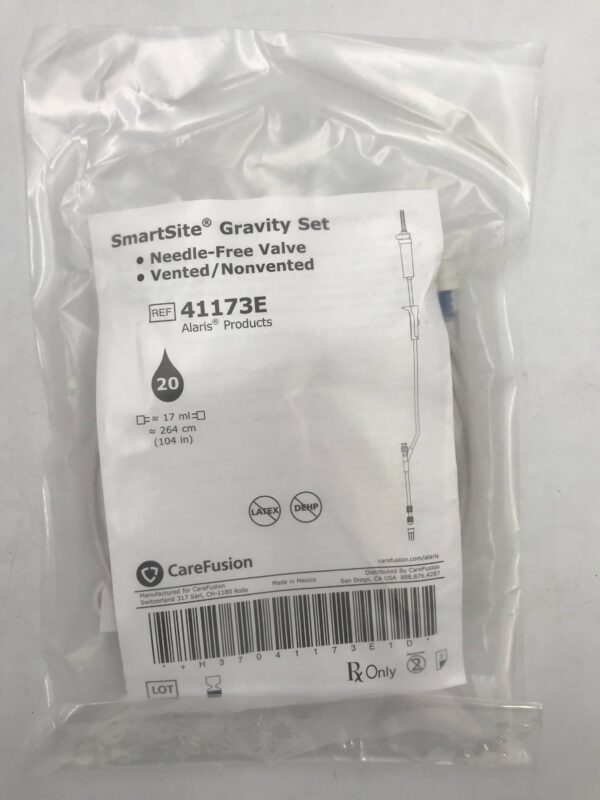 SmartSite® Gravity Set
• Needle-Free Valve
• Vented/Nonvented
REF 41173E
Alaris® Products
20
≈ 17 ml
≈ 264 cm
(104 in)
LATEX
DEHP
CareFusion
carefusion.com/alaris
Manufactured for CareFusion
Switzerland 317 Sàrl, CH-1180 Rolle
Made in Mexico
Distributed By CareFusion
San Diego, CA USA 888.876.4287
* + H 3 7 0 4 1 1 7 3 E 1 D *
LOT
Rx Only
2